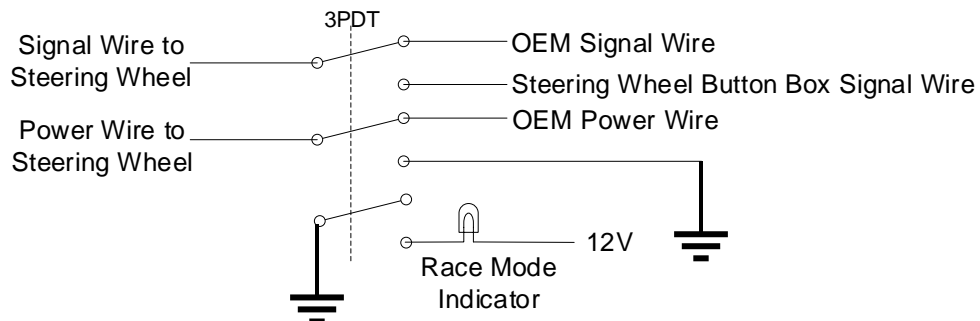 3PDT
Signal Wire to
Steering Wheel
OEM Signal Wire
Steering Wheel Button Box Signal Wire
Power Wire to
Steering Wheel
OEM Power Wire
12V
Race Mode
Indicator